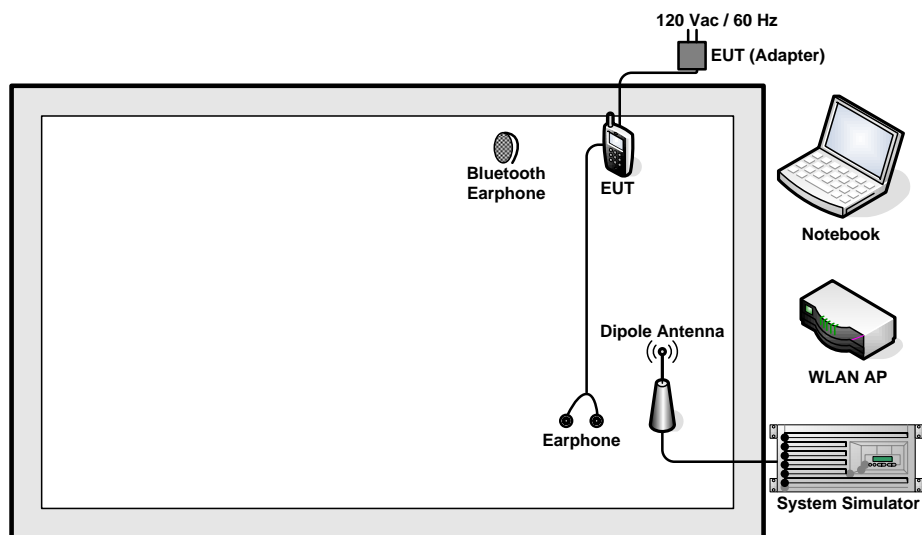 120 Vac / 60 Hz
EUT (Adapter)
Bluetooth
Earphone
EUT
Notebook
Dipole Antenna
WLAN AP
Earphone
System Simulator